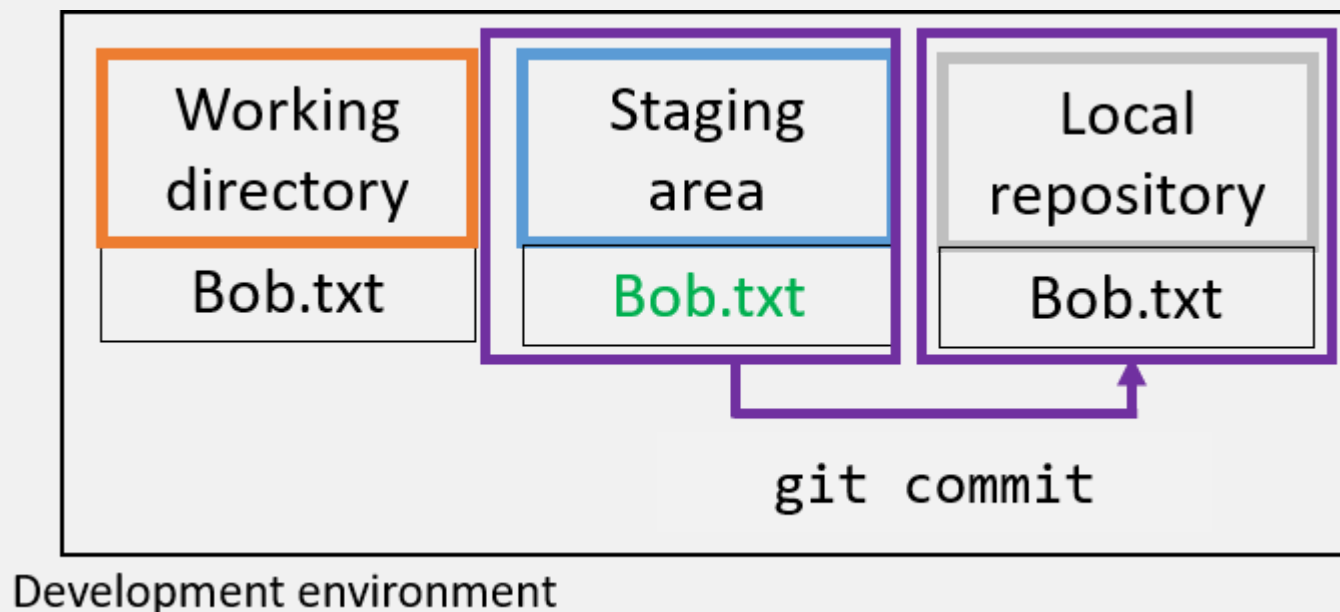 Working
directory
Bob.txt
Staging
area
Bob.txt
Local
repository
Bob.txt
git commit
Development environment